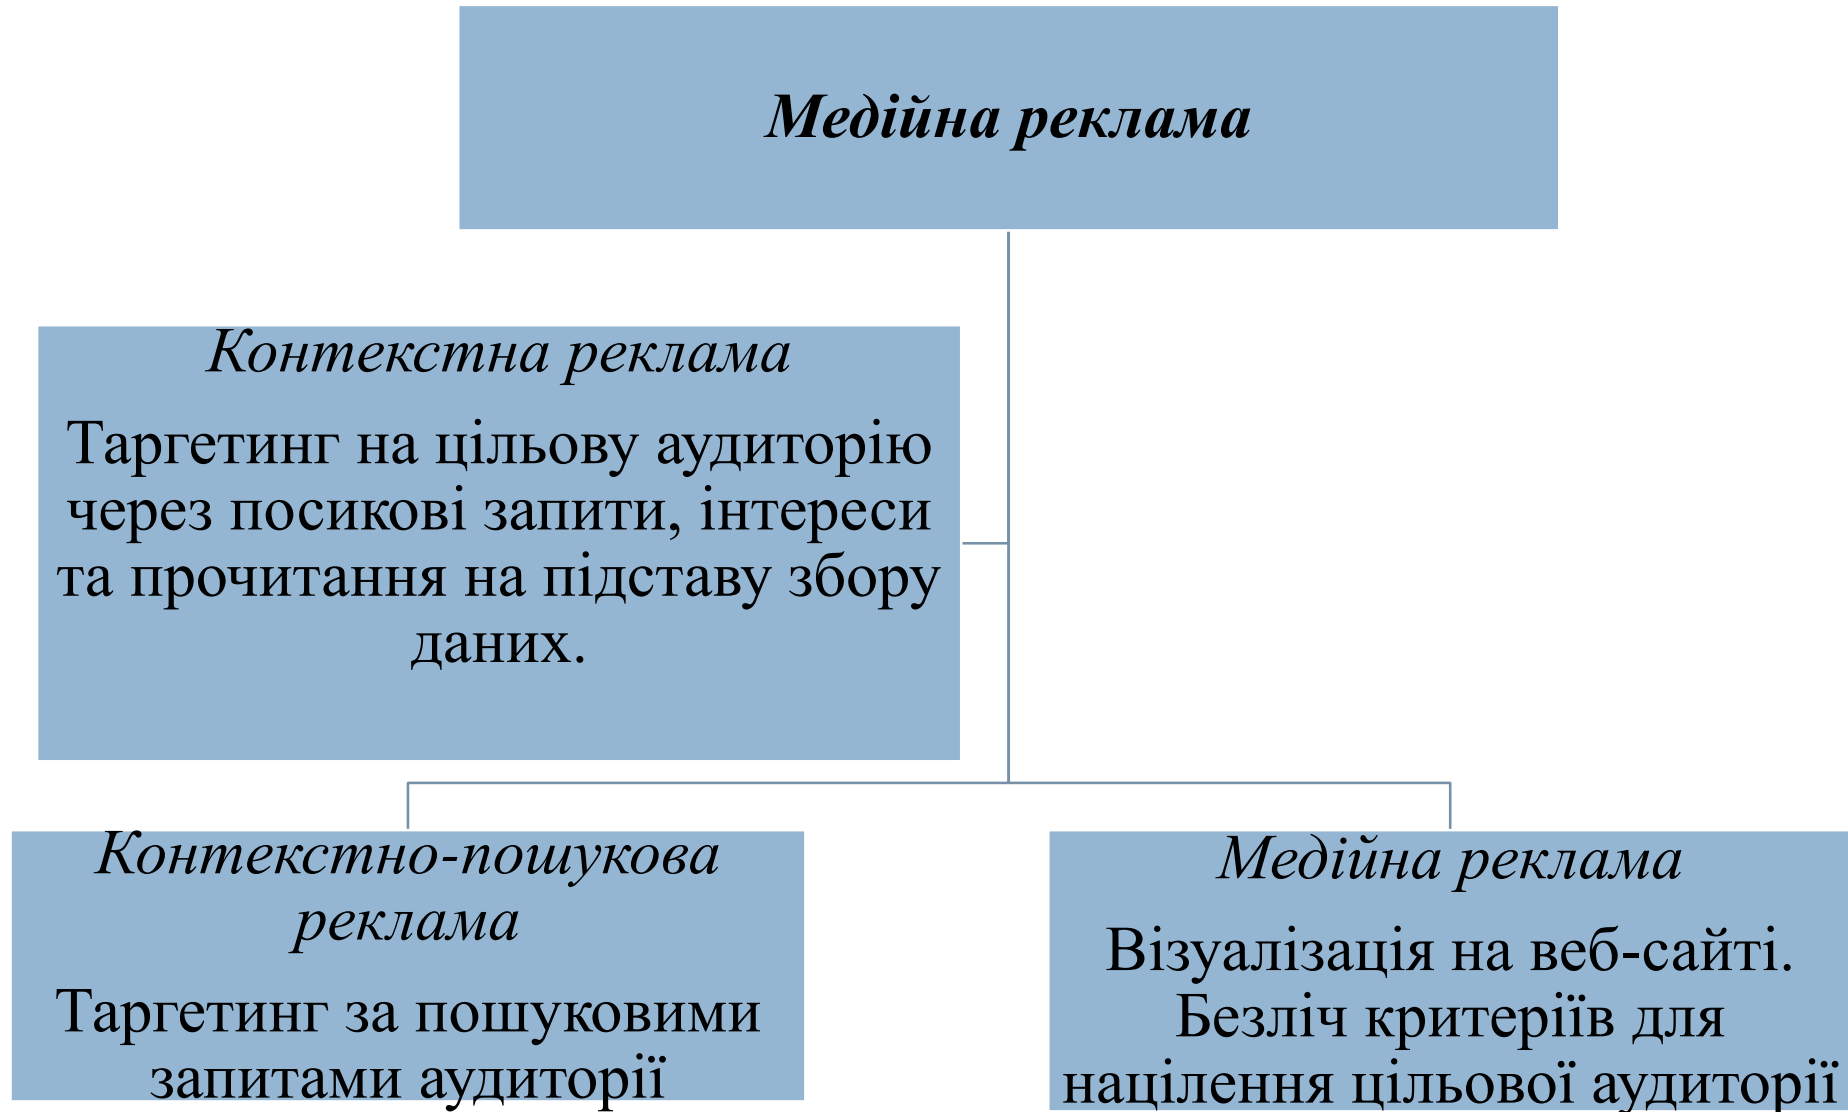 Медійна реклама
Контекстна реклама
Таргетинг на цільову аудиторію
через посикові запити, інтереси
та прочитання на підставу збору
даних.
Контекстно-пошукова
реклама
Таргетинг за пошуковими
запитами аудиторії
Медійна реклама
Візуалізація на веб-сайті.
Безліч критеріїв для
націлення цільової аудиторії